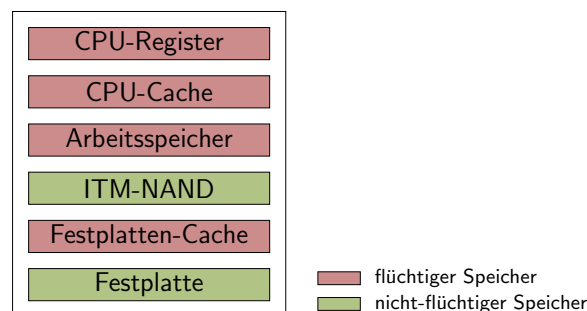 CPU-Register
CPU-Cache
Arbeitsspeicher
ITM-NAND
Festplatten-Cache
Festplatte
flüchtiger Speicher
nicht-flüchtiger Speicher